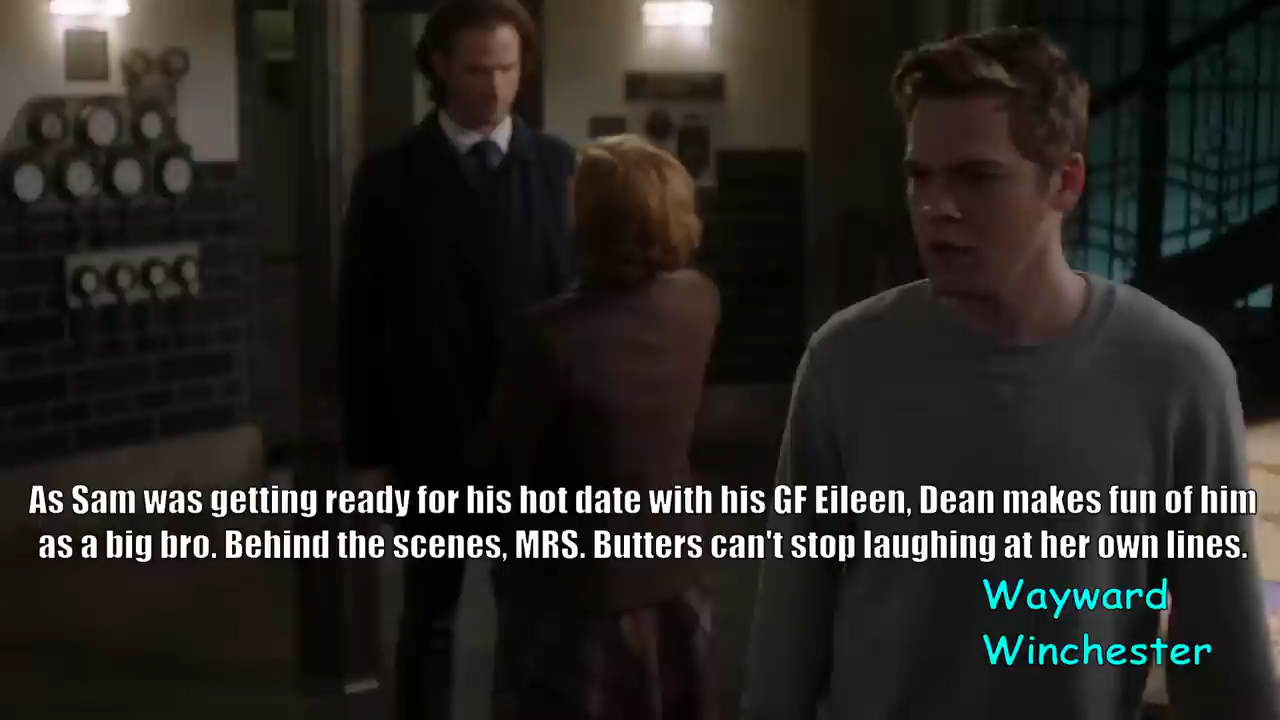 As Sam was getting ready for his hot date with his GF Eileen, Dean makes fun of him
as a big bro. Behind the scenes, MRS. Butters can't stop laughing at her own lines.
Wayward
Winchester